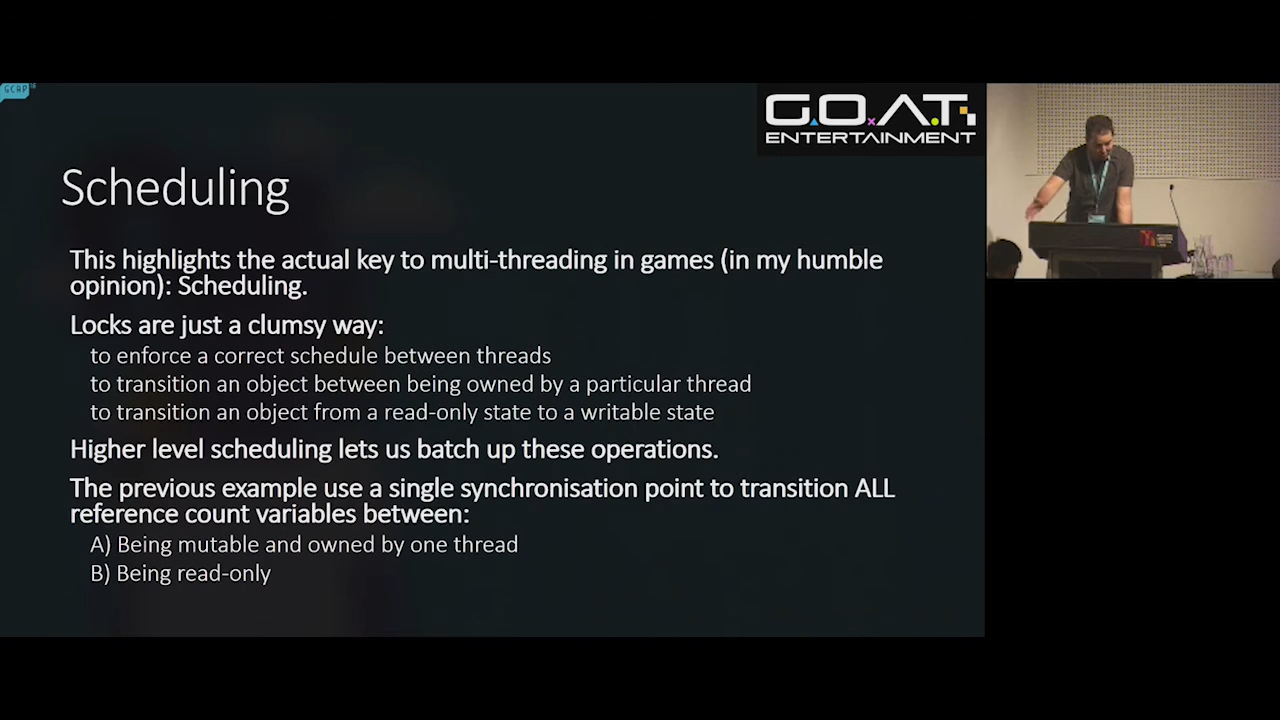 GCAP
G.O.A.T.
ENTERTAINMENT
Scheduling
This highlights the actual key to multi-threading in games (in my humble
opinion): Scheduling.
Locks are just a clumsy way:
to enforce a correct schedule between threads
to transition an object between being owned by a particular thread
to transition an object from a read-only state to a writable state
Higher level scheduling lets us batch up these operations.
The previous example use a single synchronisation point to transition ALL
reference count variables between:
A) Being mutable and owned by one thread
B) Being read-only